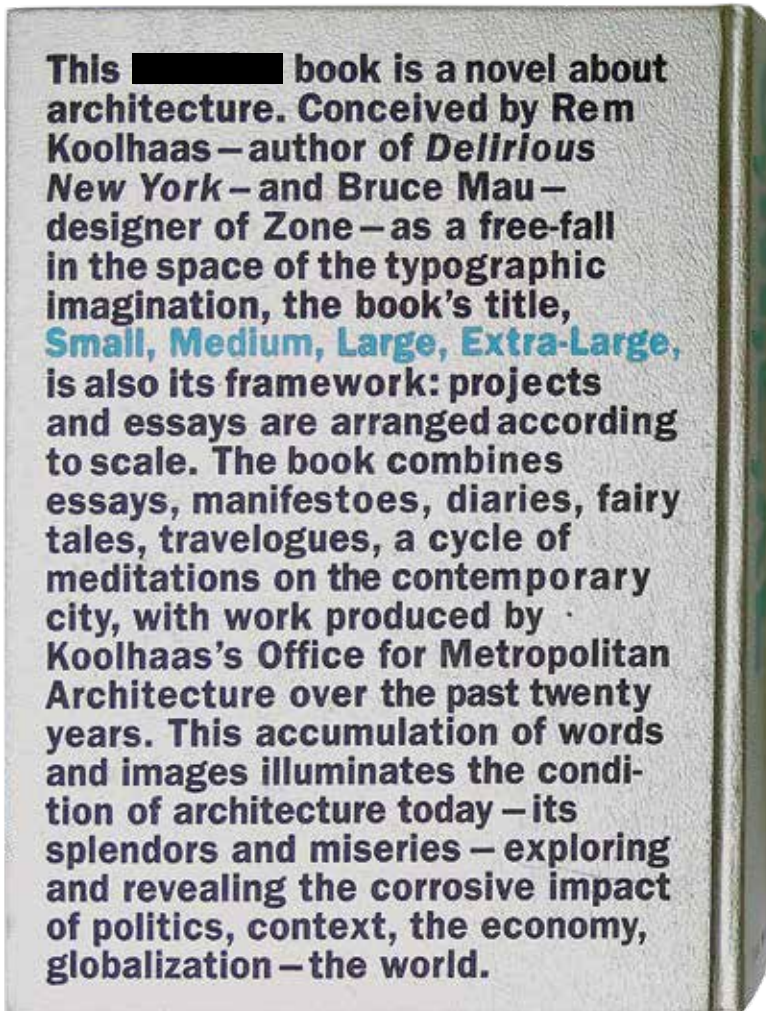 This book is a novel about
architecture. Conceived by Rem
Koolhaas—author of Delirious
New York—and Bruce Mau—
designer of Zone—as a free-fall
in the space of the typographic
imagination, the book's title,
Small, Medium, Large, Extra-Large,
is also its framework: projects
and essays are arranged according
to scale. The book combines
essays, manifestoes, diaries, fairy
tales, travelogues, a cycle of
meditations on the contemporary
city, with work produced by
Koolhaas's Office for Metropolitan
Architecture over the past twenty
years. This accumulation of words
and images illuminates the condi-
tion of architecture today—its
splendors and miseries—exploring
and revealing the corrosive impact
of politics, context, the economy,
globalization—the world.